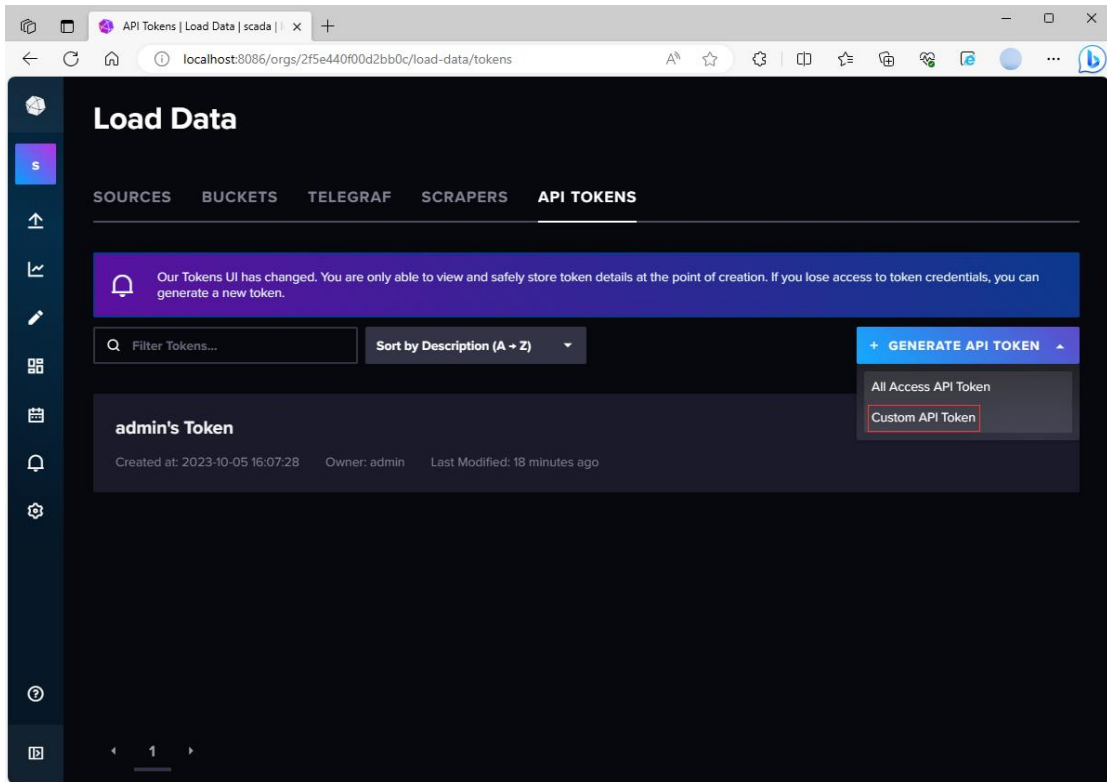 API Tokens | Load Data | scada |
localhost:8086/orgs/2f5e440f00d2bb9c/load-data/tokens
Load Data
S
SOURCES BUCKETS TELEGRAF SCRAPERS API TOKENS
Our Tokens UI has changed. You are only able to view and safely store token details at the point of creation. If you lose access to token credentials, you can
generate a new token.
Filter Tokens...
Sort by Description (A → Z)
+ GENERATE API TOKEN
All Access API Token
Custom API Token
admin's Token
Created at: 2023-10-05 16:07:28 Owner: admin Last Modified: 18 minutes ago
1